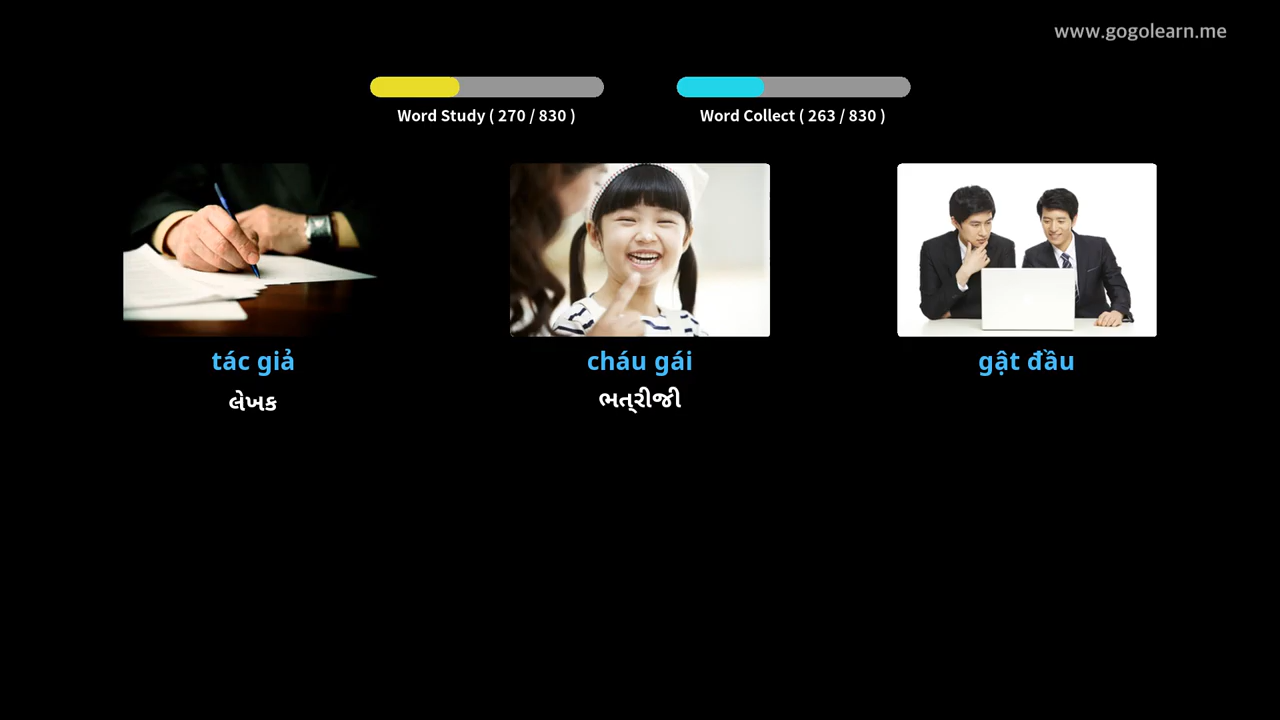 www.gogolearn.me
Word Study ( 270 / 830 )
Word Collect ( 263 / 830 )
tác giả
cháu gái
gật đầu
લેખક
ભત્રીજી